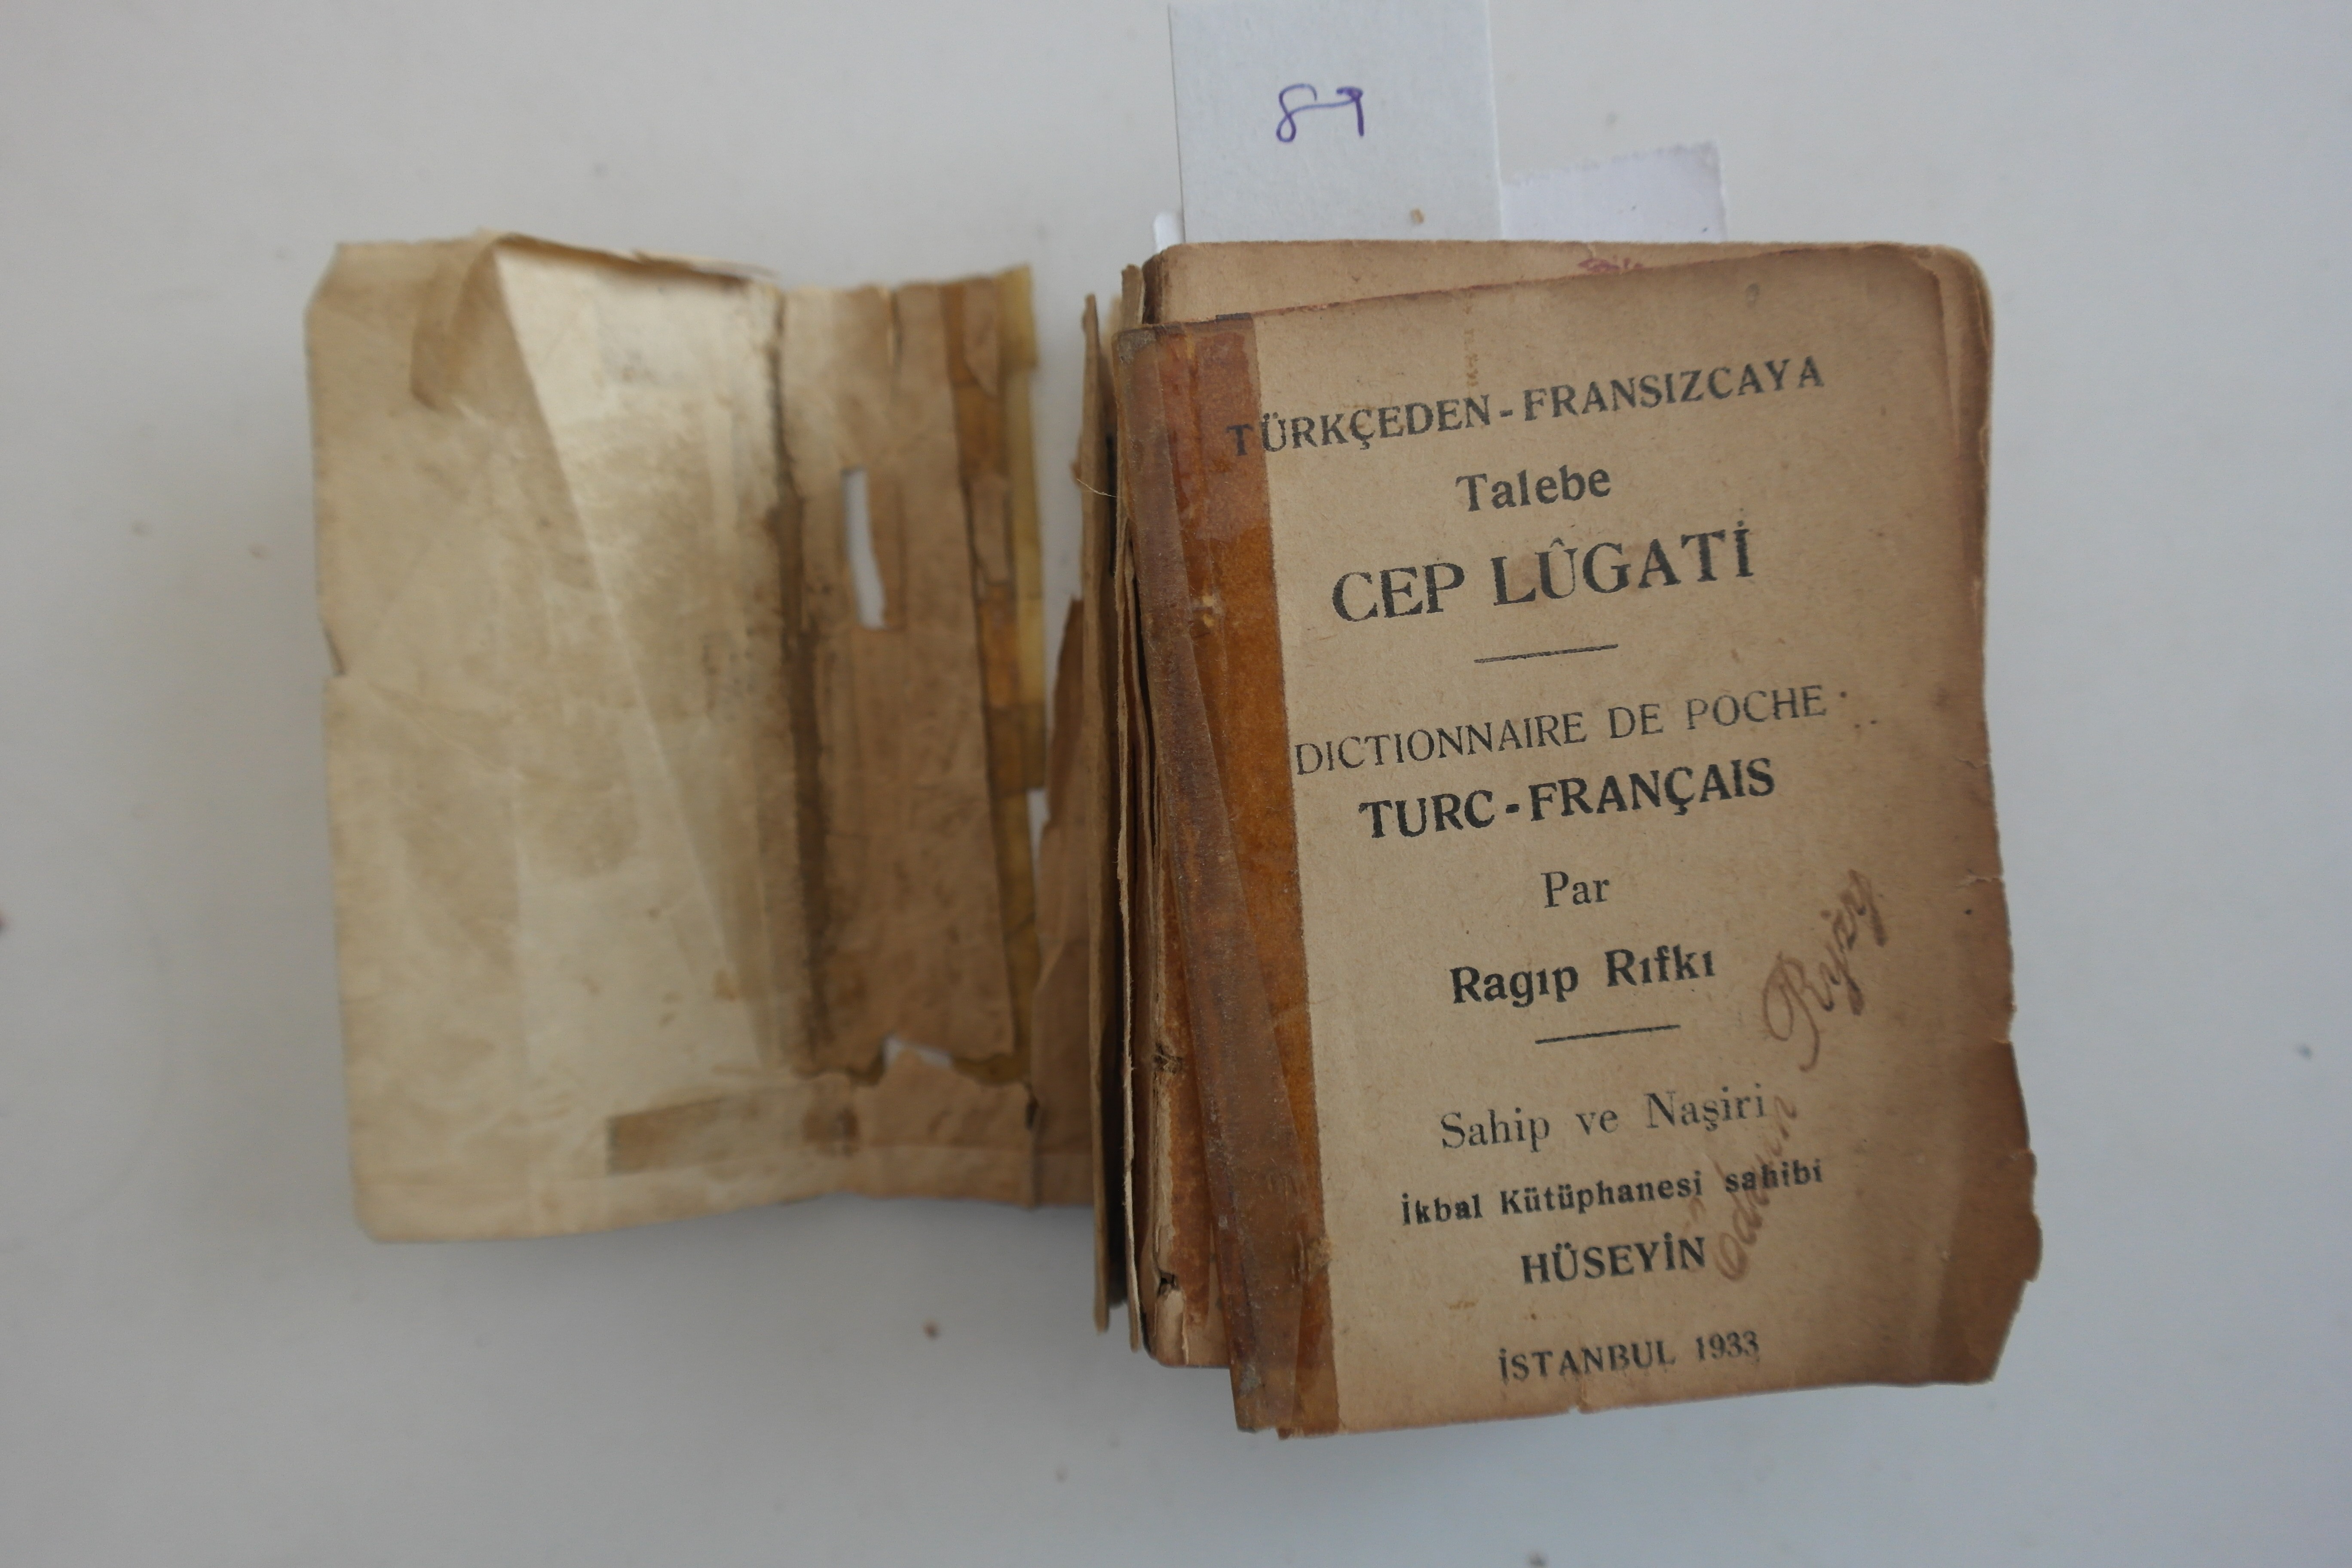 89
TÜRKÇEDEN - FRANSIZCAYA
Talebe
CEP LÛGATİ
DICTIONNAIRE DE POCHE
TURC - FRANÇAIS
Par
Ragıp Rıfkı
Sahip ve Naşiri
İkbal Kütüphanesi sahibi
HÜSEYİN
İSTANBUL 1933